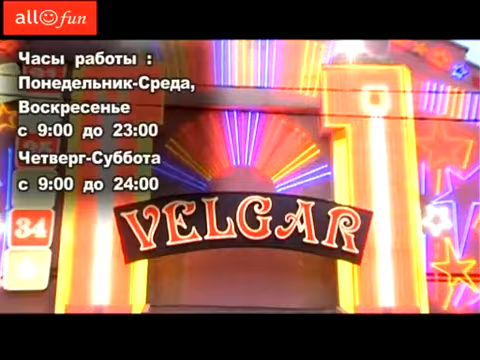 all fun
Часы работы :
Понедельник-Среда,
Воскресенье
с 9:00 до 23:00
Четверг-Суббота
с 9:00 до 24:00
34
VELGAR